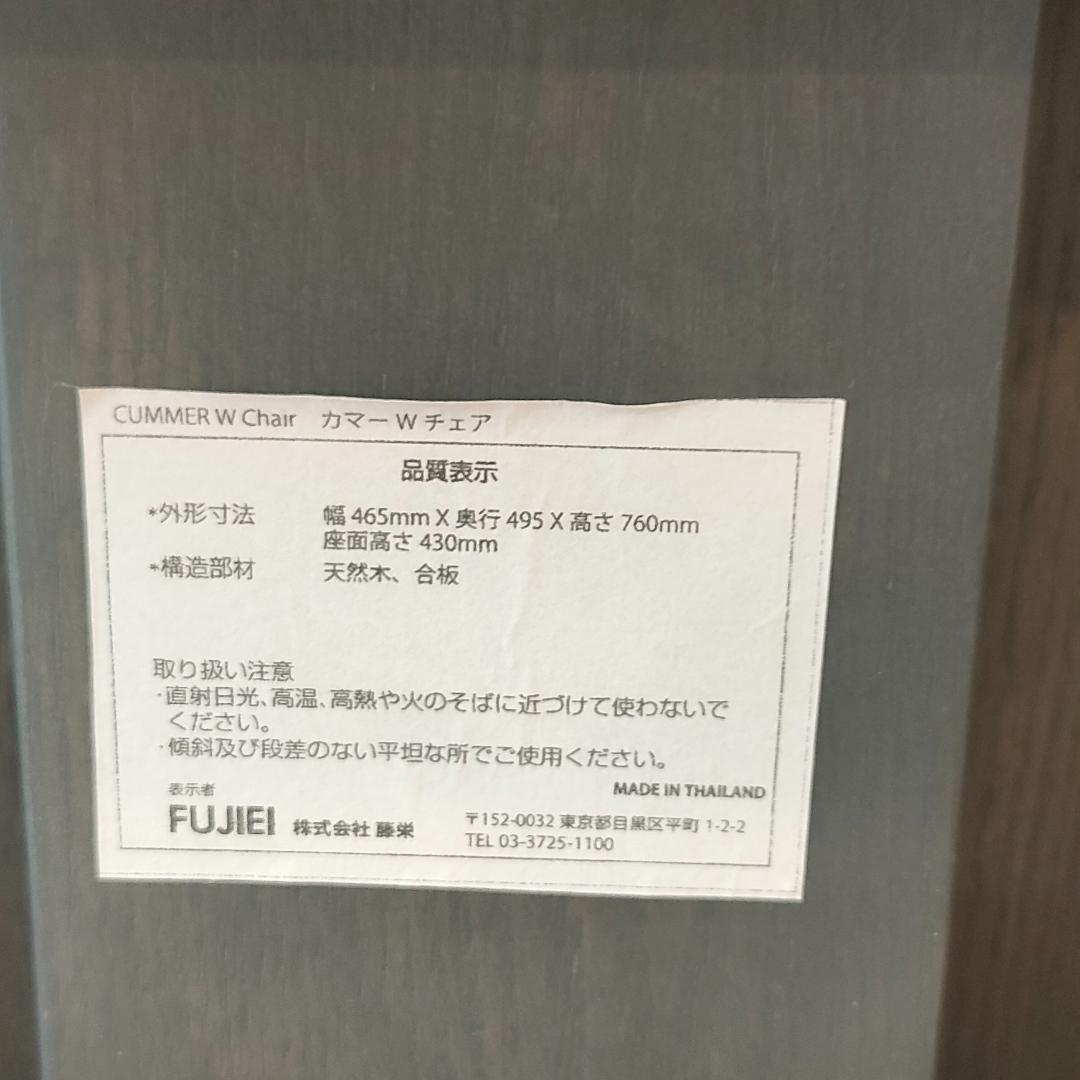 CUMMER W Chair カマー W チェア
品質表示
*外形寸法 幅 465mm X 奥行 495 X 高さ 760mm
座面高さ 430mm
*構造部材 天然木、合板
取り扱い注意
・直射日光、高温、高熱や火のそばに近づけて使わないで
ください。
・傾斜及び段差のない平坦な所でご使用ください。
表示者 MADE IN THAILAND
FUJIEI 株式会社 藤栄 〒152-0032 東京都目黒区平町 1-2-2
TEL 03-3725-1100